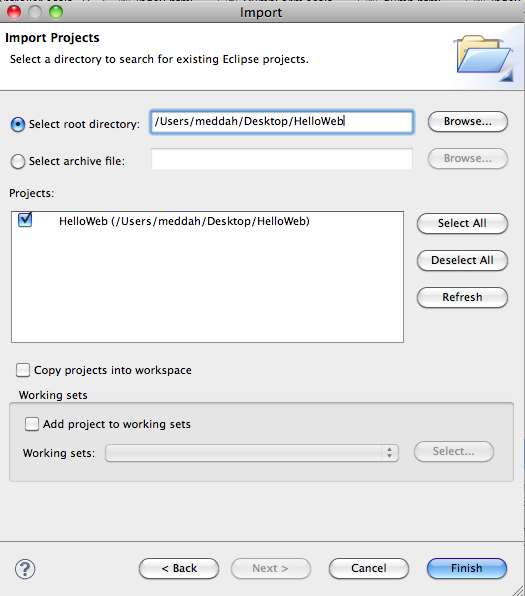 Import
Import Projects
Select a directory to search for existing Eclipse projects.
Select root directory: /Users/meddah/Desktop/HelloWeb Browse...
Select archive file: Browse...
Projects:
HelloWeb (/Users/meddah/Desktop/HelloWeb)
Select All
Deselect All
Refresh
Copy projects into workspace
Working sets
Add project to working sets
Working sets: Select...
? < Back Next > Cancel Finish